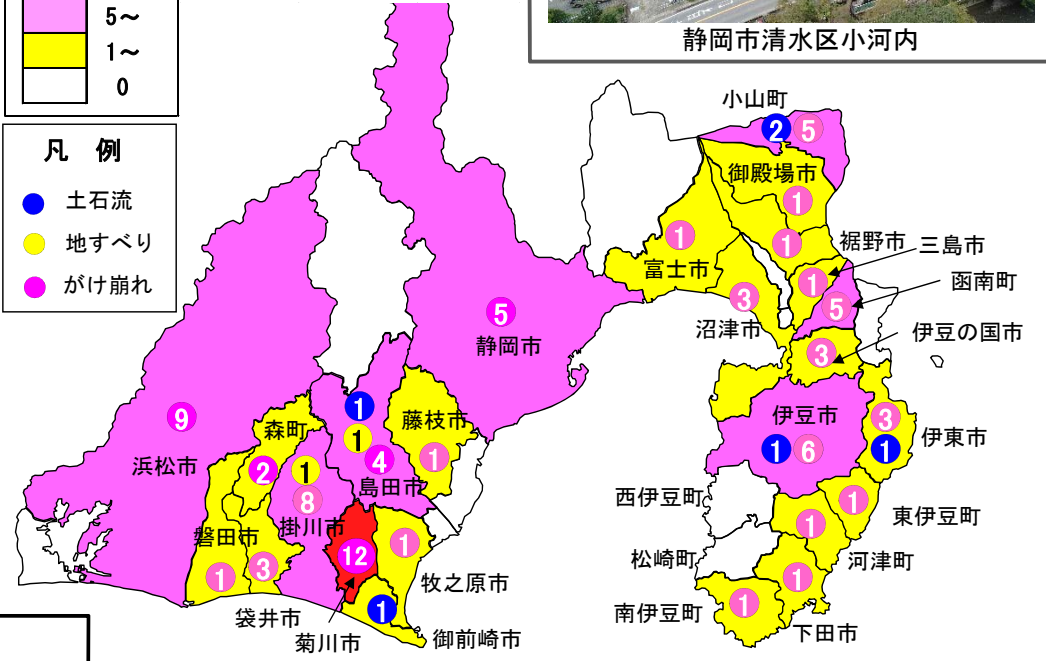 5～
1～
0
静岡市清水区小河内
凡 例
土石流
地すべり
がけ崩れ
小山町
2
5
御殿場市
1
1
裾野市
三島市
1
函南町
5
1
富士市
3
沼津市
伊豆の国市
3
5
静岡市
伊豆市
1
6
3
1
伊東市
9
浜松市
森町
2
1
8
掛川市
1
1
4
島田市
藤枝市
1
西伊豆町
1
東伊豆町
1
河津町
松崎町
1
下田市
南伊豆町
1
磐田市
1
3
袋井市
12
菊川市
1
牧之原市
1
御前崎市